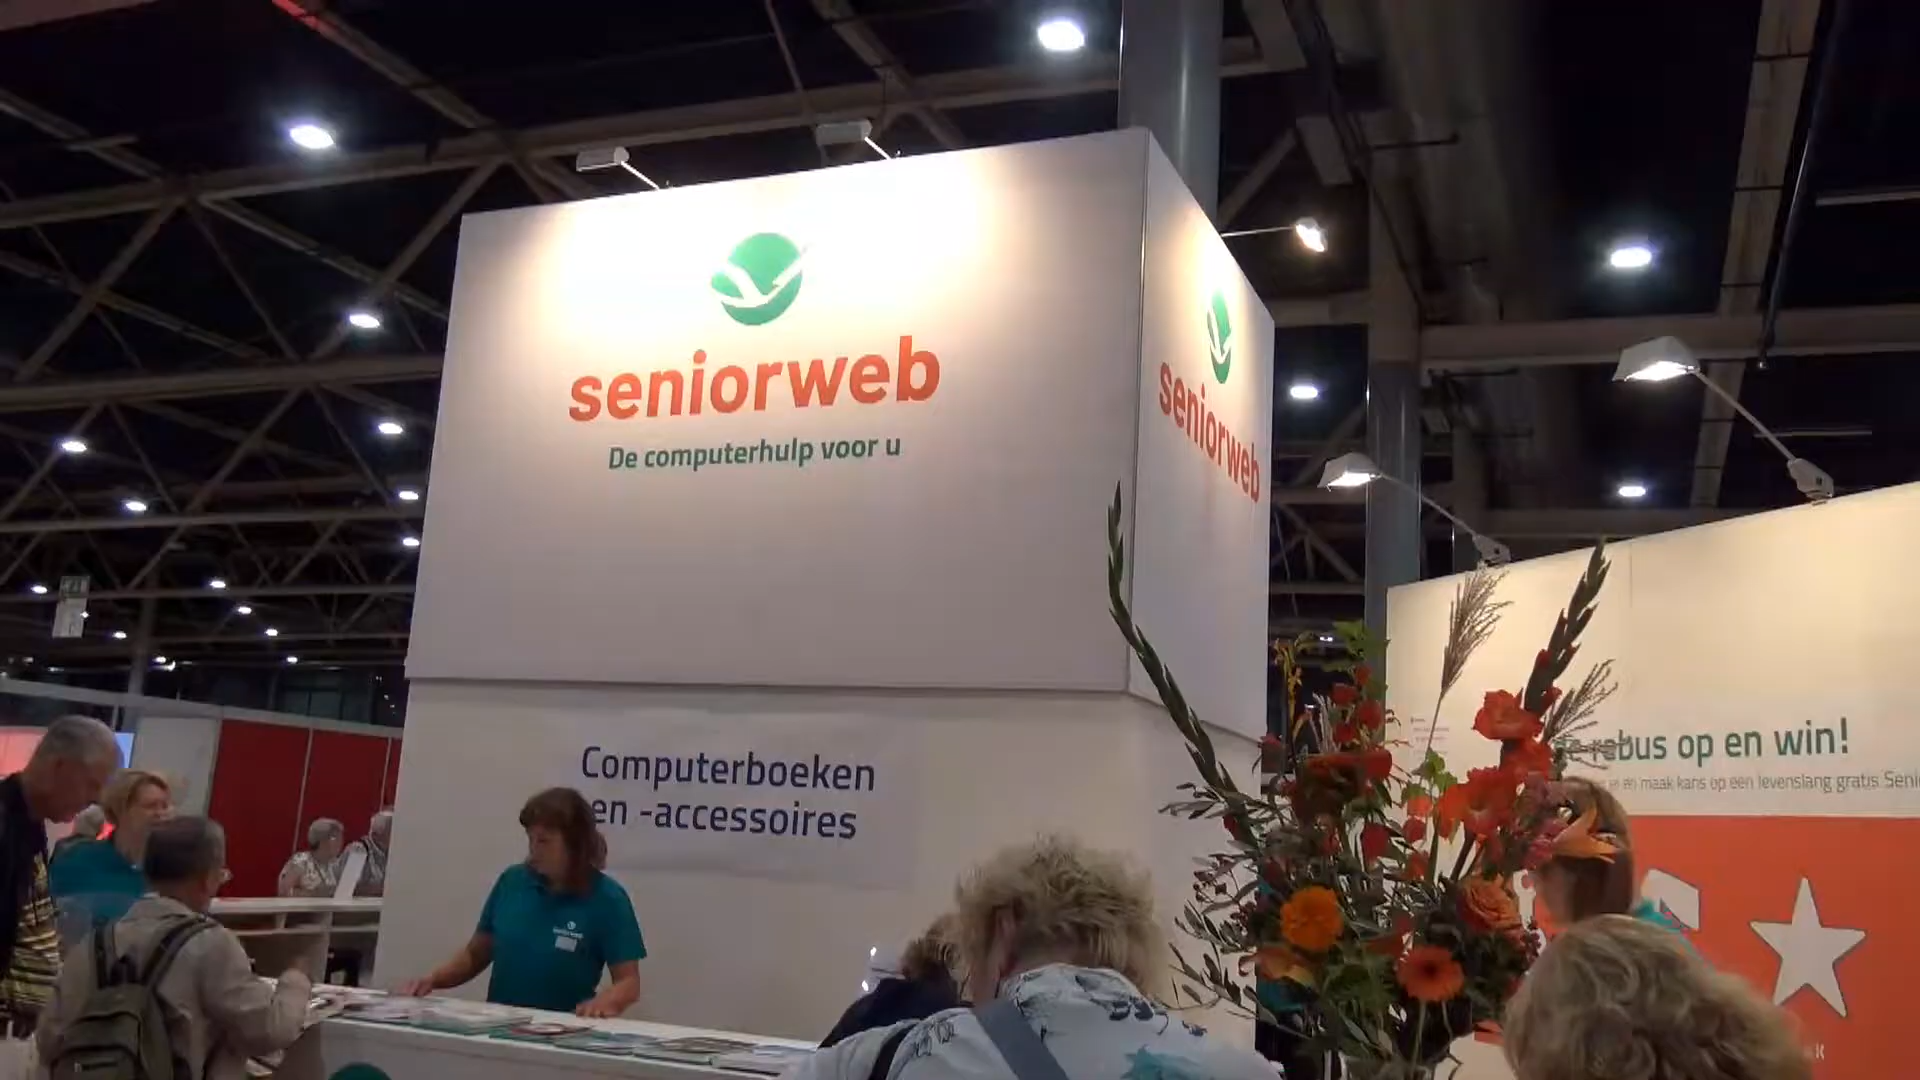 seniorweb
De computerhulp voor u
seniorweb
Computerboeken
en -accessoires
rebus op en win!
en maak kans op een levenslang gratis